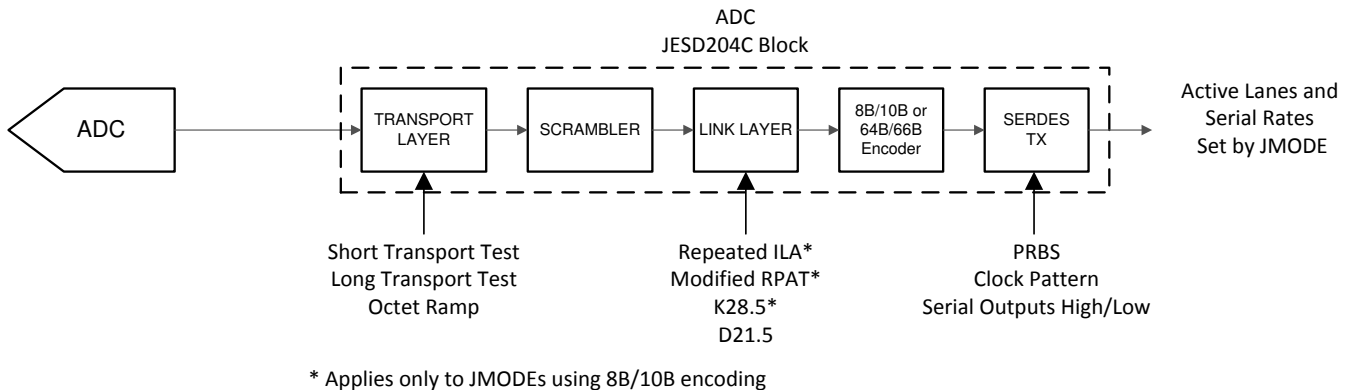 ADC
JESD204C Block
ADC
TRANSPORT
LAYER
SCRAMBLER
LINK LAYER
8B/10B or
64B/66B
Encoder
SERDES
TX
Active Lanes and
Serial Rates
Set by JMODE
Short Transport Test
Long Transport Test
Octet Ramp
Repeated ILA*
Modified RPAT*
K28.5*
D21.5
PRBS
Clock Pattern
Serial Outputs High/Low
* Applies only to JMODEs using 8B/10B encoding